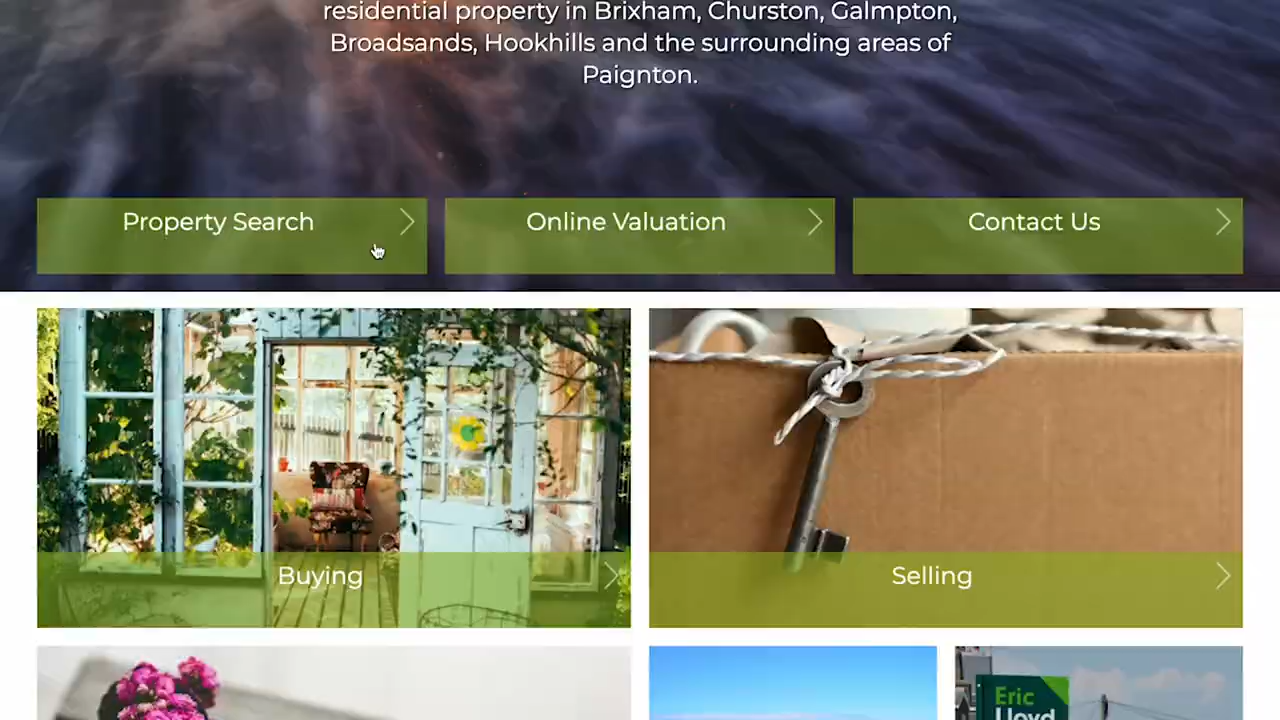 residential property in Brixham, Churston, Galmpton,
Broadsands, Hookhills and the surrounding areas of
Paignton.
Property Search
Online Valuation
Contact Us
Buying
Selling
Eric
Lloyd